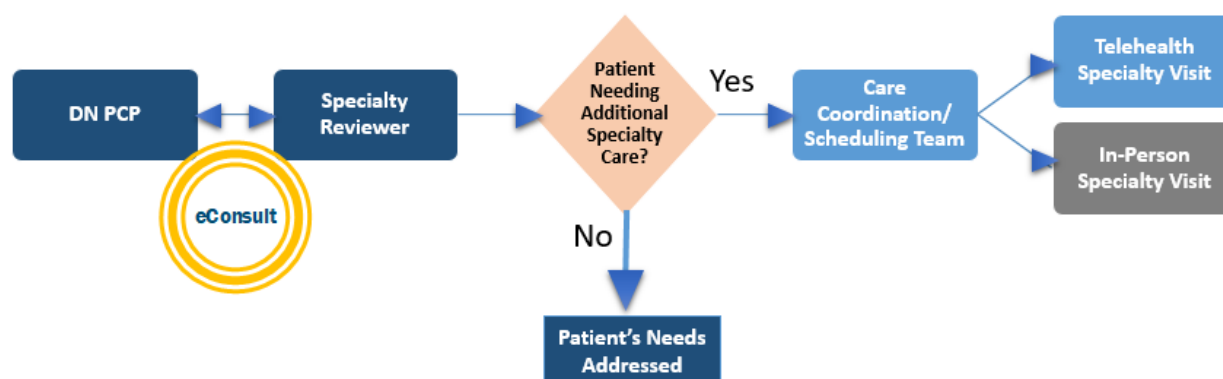 DN PCP
eConsult
Specialty
Reviewer
Patient
Needing
Additional
Specialty
Care?
Yes
No
Patient's Needs
Addressed
Care
Coordination/
Scheduling Team
Telehealth
Specialty Visit
In-Person
Specialty Visit